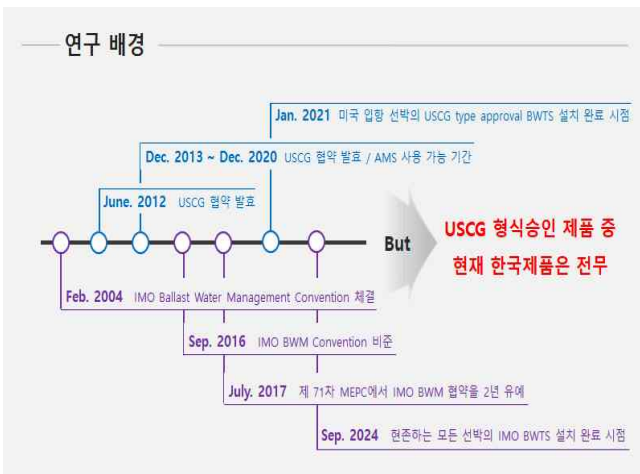 연구 배경
Jan. 2021 미국 입항 선박의 USCG type approval BWTS 설치 완료 시점
Dec. 2013 ~ Dec. 2020 USCG 협약 발효 / AMS 사용 가능 기간
June. 2012 USCG 협약 발효
But
USCG 형식승인 제품 중
현재 한국제품은 전무
Feb. 2004 IMO Ballast Water Management Convention 체결
Sep. 2016 IMO BWM Convention 비준
July. 2017 제 71차 MEPC에서 IMO BWM 협약을 2년 유예
Sep. 2024 현존하는 모든 선박의 IMO BWTS 설치 완료 시점